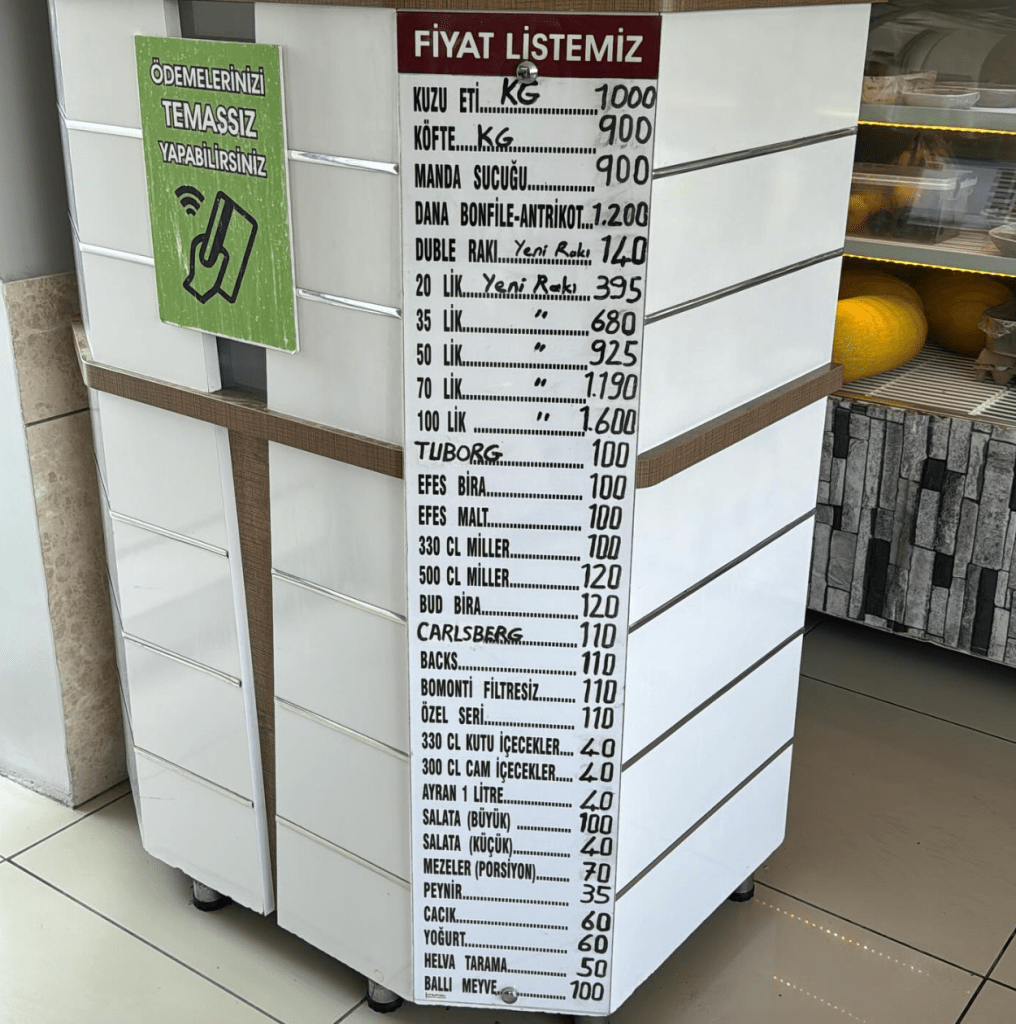 ÖDEMELERİNİZİ
TEMASSIZ
YAPABİLİRSİNİZ
FİYAT LİSTEMİZ
KUZU ETİ KG 1000
KÖFTE KG 900
MANDA SUCUĞU 900
DANA BONFİLE-ANTRİKOT 1.200
DUBLE RAKI Yeni Rakı 140
20 LİK Yeni Rakı 395
35 LİK " 680
50 LİK " 925
70 LİK " 1.190
100 LİK " 1.600
TUBORG 100
EFES BİRA 100
EFES MALT 100
330 CL MILLER 100
500 CL MILLER 120
BUD BİRA 120
CARLSBERG 110
BACKS 110
BOMONTİ FİLTRESİZ 110
ÖZEL SERİ 110
330 CL KUTU İÇECEKLER 40
300 CL CAM İÇECEKLER 40
AYRAN 1 LİTRE 40
SALATA (BÜYÜK) 100
SALATA (KÜÇÜK) 40
MEZELER (PORSİYON) 70
PEYNİR 35
CACIK 60
YOĞURT 60
HELVA TARAMA 50
BALLI MEYVE 100